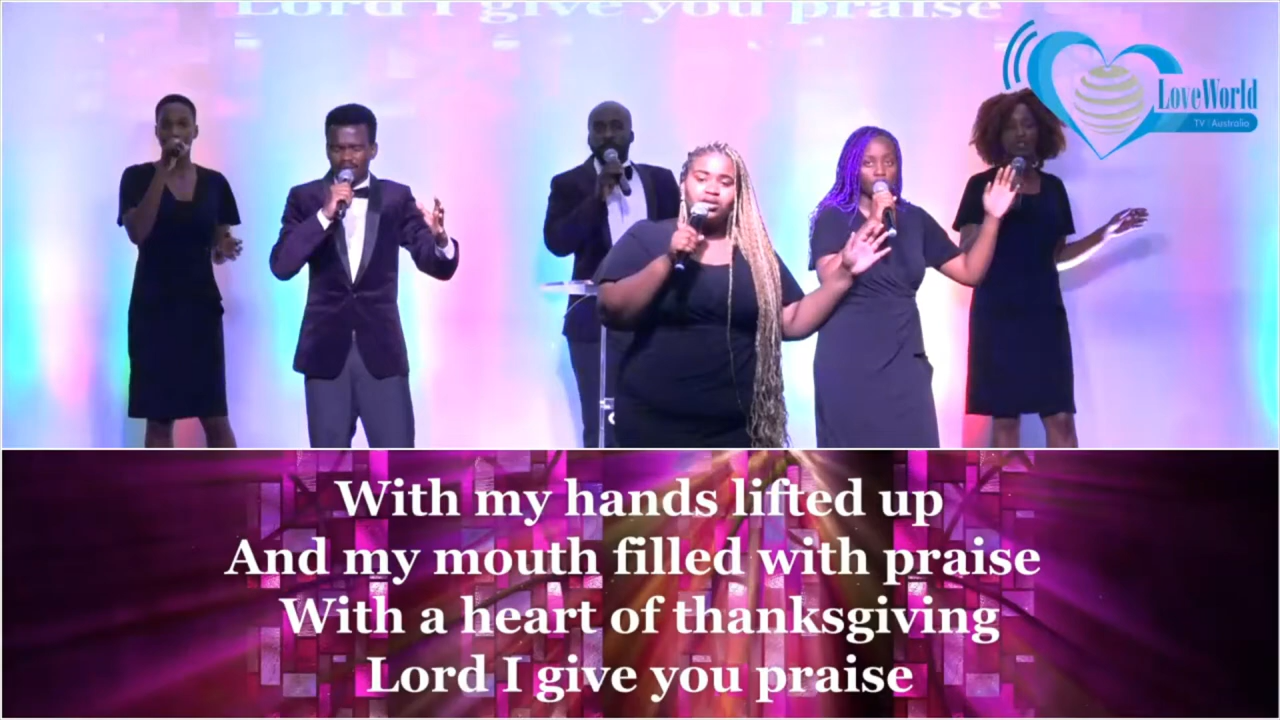 Lord I give you praise
LoveWorld
TV | Australia
With my hands lifted up
And my mouth filled with praise
With a heart of thanksgiving
Lord I give you praise